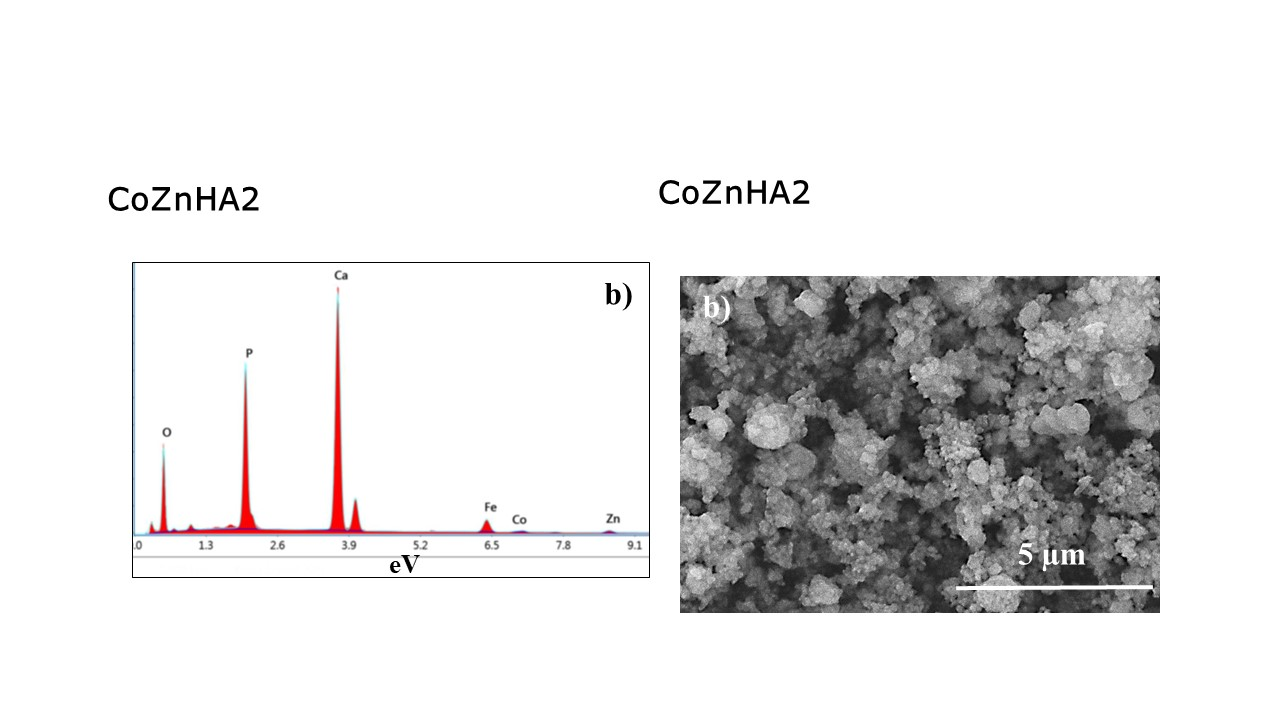 CoZnHA2
CoZnHA2
Ca
b)
P
O
Fe
Co
Zn
.0 1.3 2.6 3.9 5.2 6.5 7.8 9.1
eV
b)
5 µm